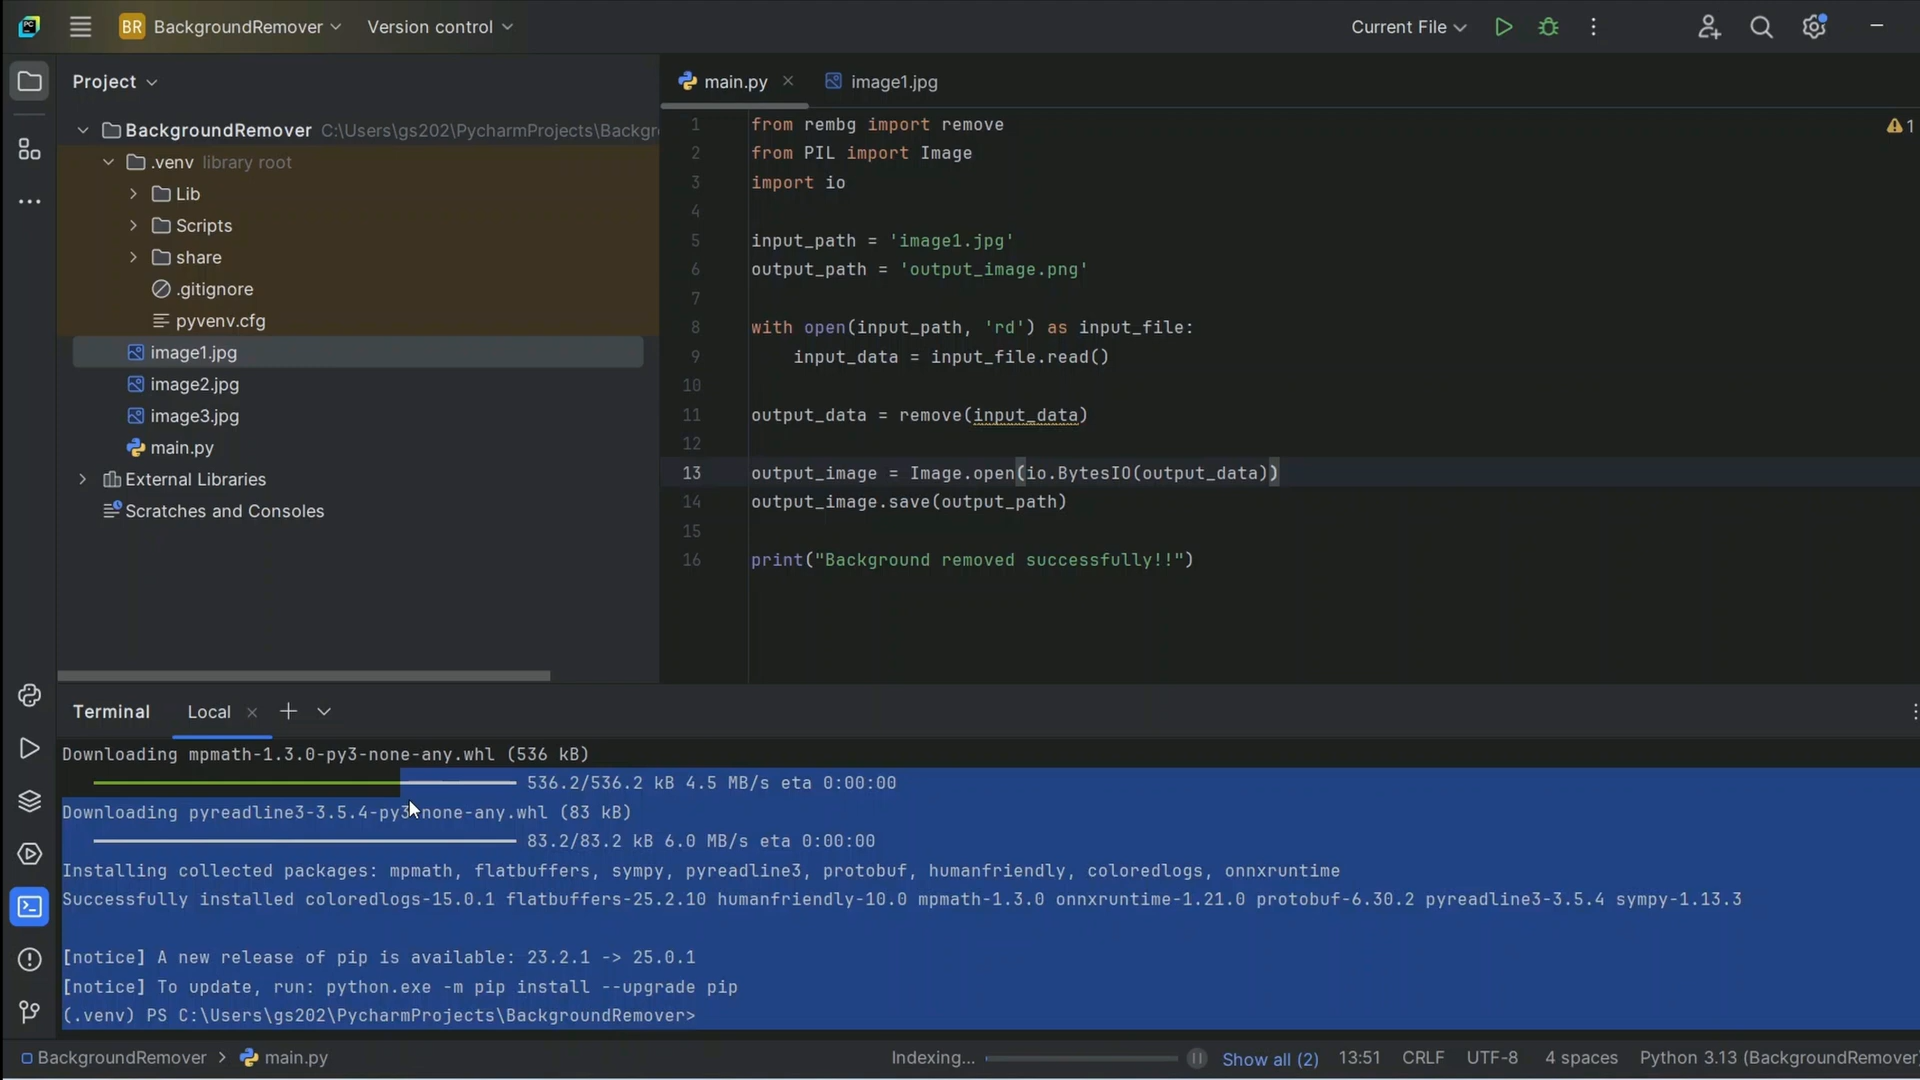 BR BackgroundRemover Version control Current File
Project
main.py image1.jpg
BackgroundRemover C:\Users\gs202\PycharmProjects\Backgr
.venv library root
Lib
Scripts
share
.gitignore
pyvenv.cfg
image1.jpg
image2.jpg
image3.jpg
main.py
External Libraries
Scratches and Consoles
1 from rembg import remove
1
2 from PIL import Image
3 import io
4
5 input_path = 'image1.jpg'
6 output_path = 'output_image.png'
7
8 with open(input_path, 'rd') as input_file:
9 input_data = input_file.read()
10
11 output_data = remove(input_data)
12
13 output_image = Image.open(io.BytesIO(output_data))
14 output_image.save(output_path)
15
16 print("Background removed successfully!!")
Terminal Local
Downloading mpmath-1.3.0-py3-none-any.whl (536 kB)
536.2/536.2 kB 4.5 MB/s eta 0:00:00
Downloading pyreadline3-3.5.4-py3-none-any.whl (83 kB)
83.2/83.2 kB 6.0 MB/s eta 0:00:00
Installing collected packages: mpmath, flatbuffers, sympy, pyreadline3, protobuf, humanfriendly, coloredlogs, onnxruntime
Successfully installed coloredlogs-15.0.1 flatbuffers-25.2.10 humanfriendly-10.0 mpmath-1.3.0 onnxruntime-1.21.0 protobuf-6.30.2 pyreadline3-3.5.4 sympy-1.13.3
[notice] A new release of pip is available: 23.2.1 -> 25.0.1
[notice] To update, run: python.exe -m pip install --upgrade pip
(.venv) PS C:\Users\gs202\PycharmProjects\BackgroundRemover>
BackgroundRemover > main.py Indexing... Show all (2) 13:51 CRLF UTF-8 4 spaces Python 3.13 (BackgroundRemover